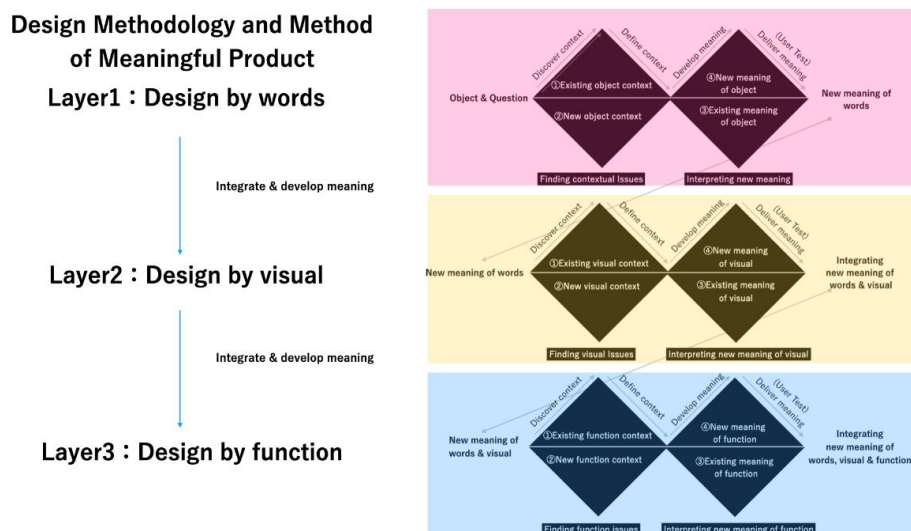 Design Methodology and Method
of Meaningful Product
Layer1：Design by words
Integrate & develop meaning
Layer2：Design by visual
Integrate & develop meaning
Layer3：Design by function
Discover context
Define context
Develop meaning
(User Test)
Deliver meaning
Object & Question
①Existing object context
②New object context
④New meaning
of object
③Existing meaning
of object
New meaning of
words
Finding contextual Issues
Interpreting new meaning
Discover context
Define context
Develop meaning
(User Test)
Deliver meaning
New meaning of words
①Existing visual context
②New visual context
④New meaning
of visual
③Existing meaning
of visual
Integrating
new meaning of
words & visual
Finding visual Issues
Interpreting new meaning of visual
Discover context
Define context
Develop meaning
(User Test)
Deliver meaning
New meaning of
words & visual
①Existing function context
②New function context
④New meaning
of function
③Existing meaning
of function
Integrating
new meaning of
words, visual & function
Finding function issues
Interpreting new meaning of function